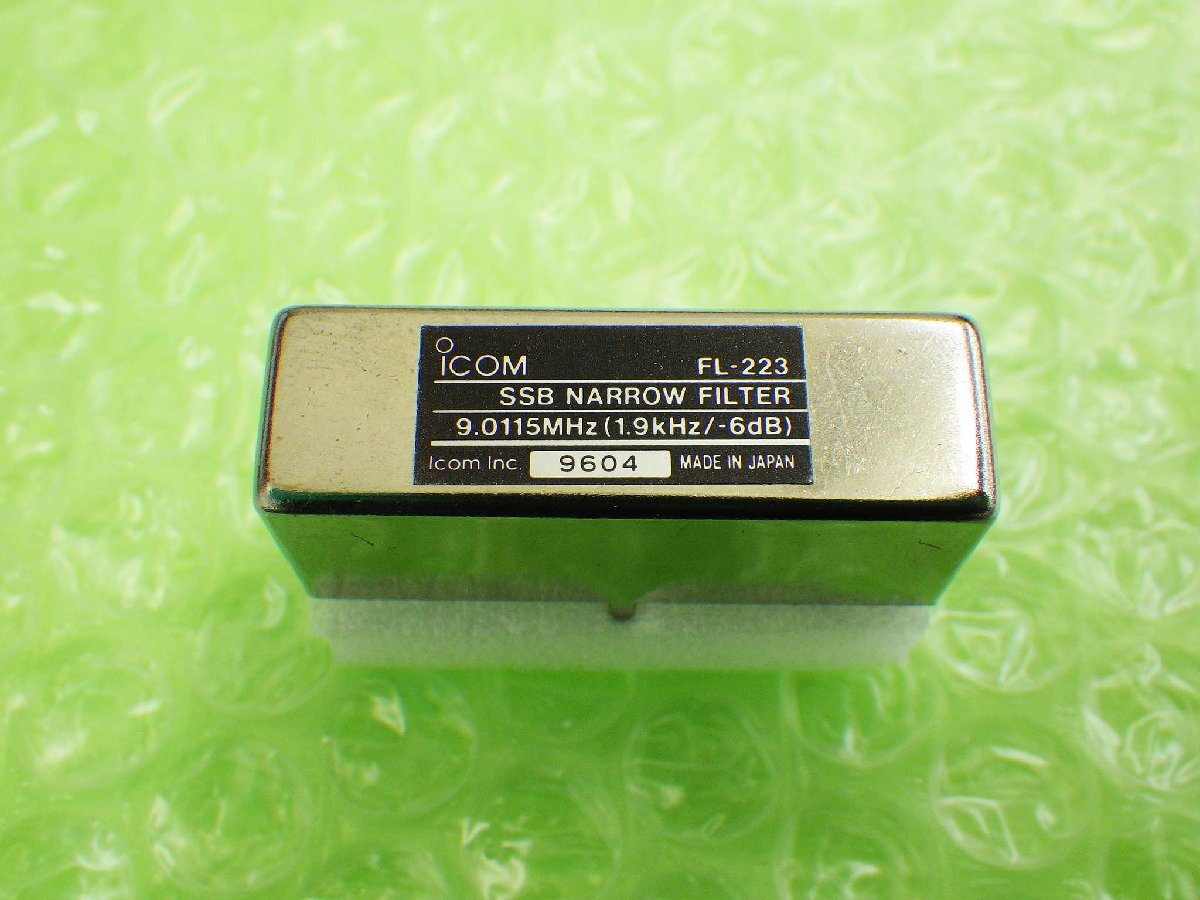 ICOM FL-223
SSB NARROW FILTER
9.0115MHz(1.9kHz/-6dB)
Icom Inc. 9604 MADE IN JAPAN